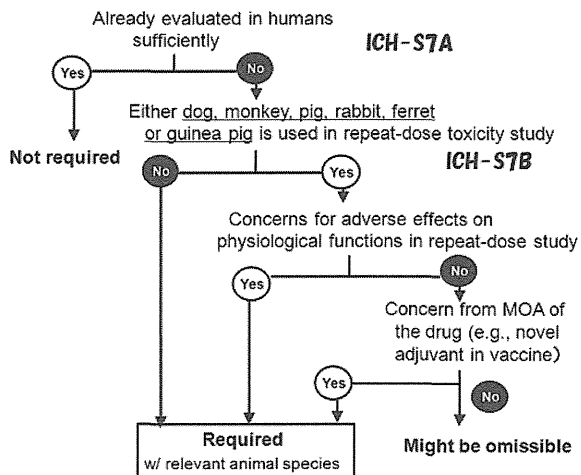 Already evaluated in humans
sufficiently
ICH-S7A
Yes
No
Either dog, monkey, pig, rabbit, ferret
or guinea pig is used in repeat-dose toxicity study
Not required
ICH-S7B
No
Yes
Concerns for adverse effects on
physiological functions in repeat-dose study
Yes
No
Concern from MOA of
the drug (e.g., novel
adjuvant in vaccine)
Yes
No
Required
w/ relevant animal species
Might be omissible